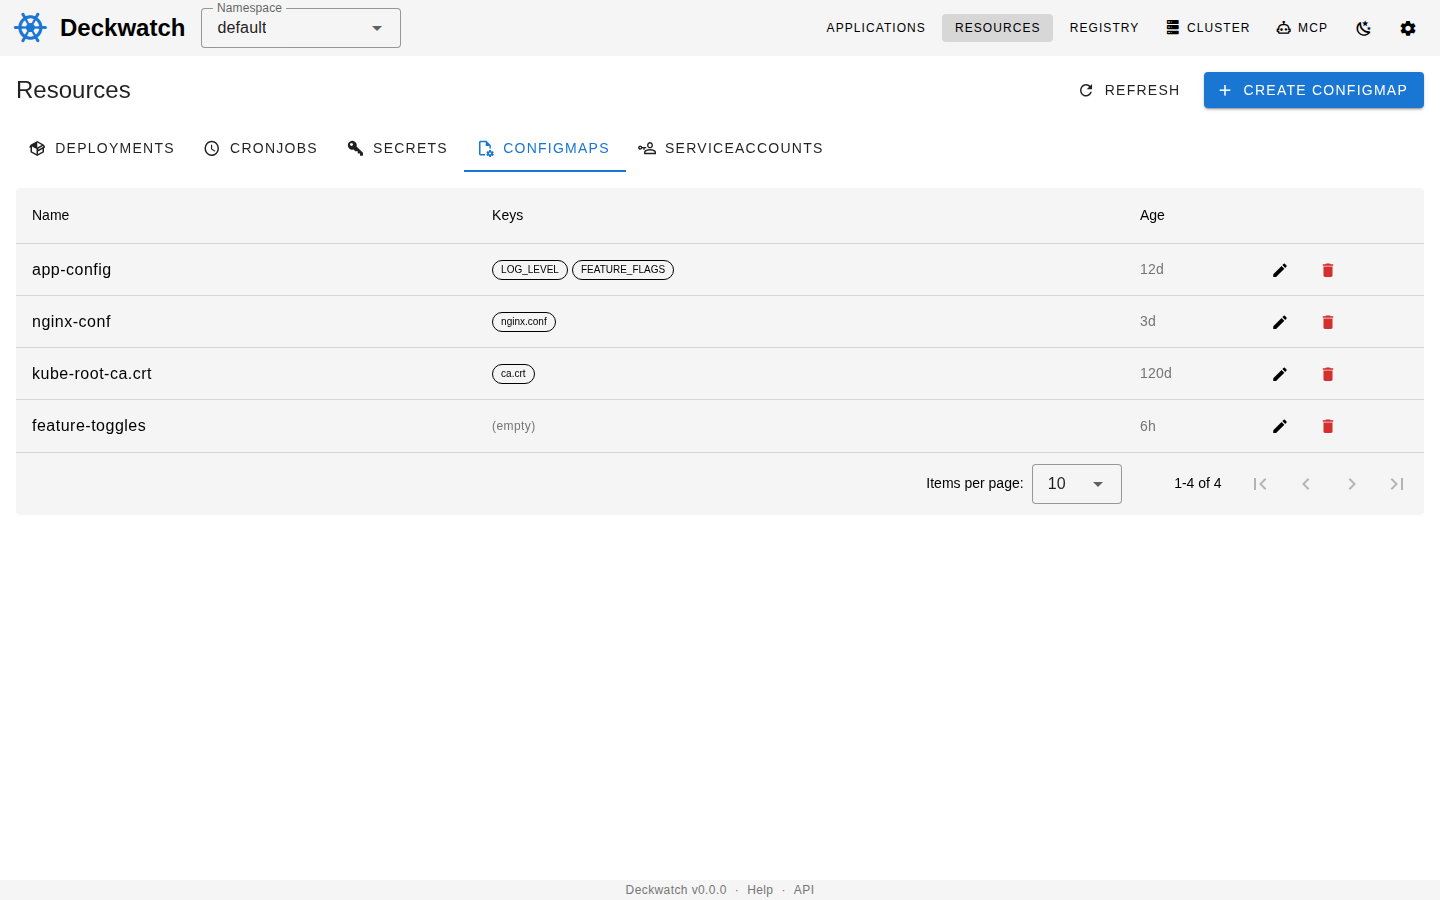 Deckwatch
Namespace
default
APPLICATIONS RESOURCES REGISTRY CLUSTER MCP
Resources
REFRESH CREATE CONFIGMAP
DEPLOYMENTS CRONJOBS SECRETS CONFIGMAPS SERVICEACCOUNTS
Name Keys Age
app-config LOG_LEVEL FEATURE_FLAGS 12d
nginx-conf nginx.conf 3d
kube-root-ca.crt ca.crt 120d
feature-toggles (empty) 6h
Items per page: 10 1-4 of 4
Deckwatch v0.0.0 · Help · API